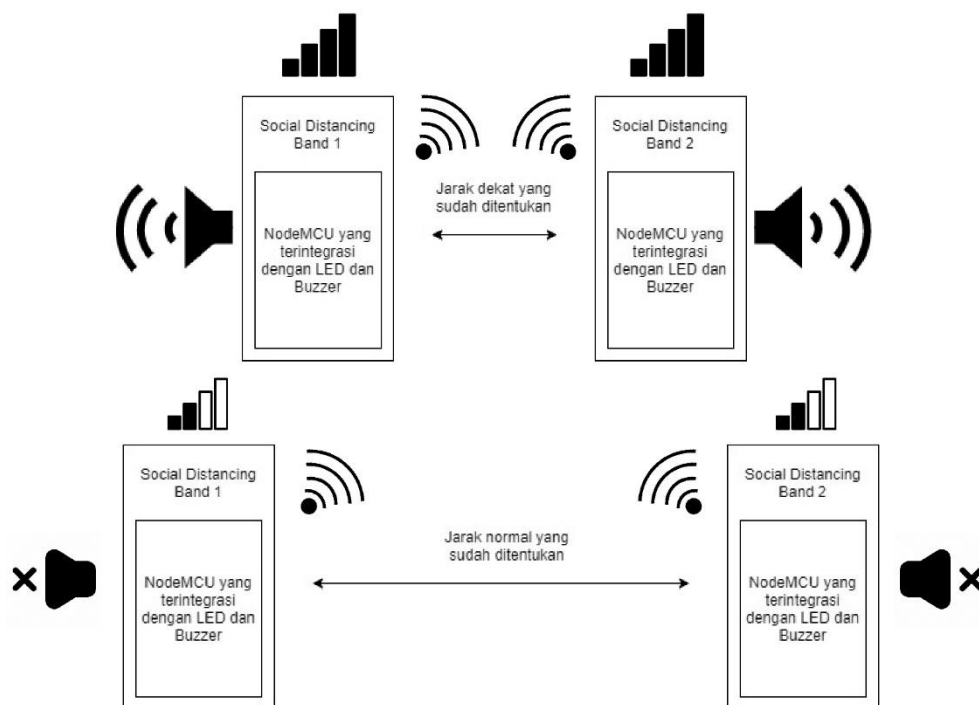 Social Distancing
Band 1
Social Distancing
Band 2
Jarak dekat yang
sudah ditentukan
NodeMCU yang
terintegrasi
dengan LED dan
Buzzer
NodeMCU yang
terintegrasi
dengan LED dan
Buzzer
Social Distancing
Band 1
Social Distancing
Band 2
Jarak normal yang
sudah ditentukan
NodeMCU yang
terintegrasi
dengan LED dan
Buzzer
NodeMCU yang
terintegrasi
dengan LED dan
Buzzer